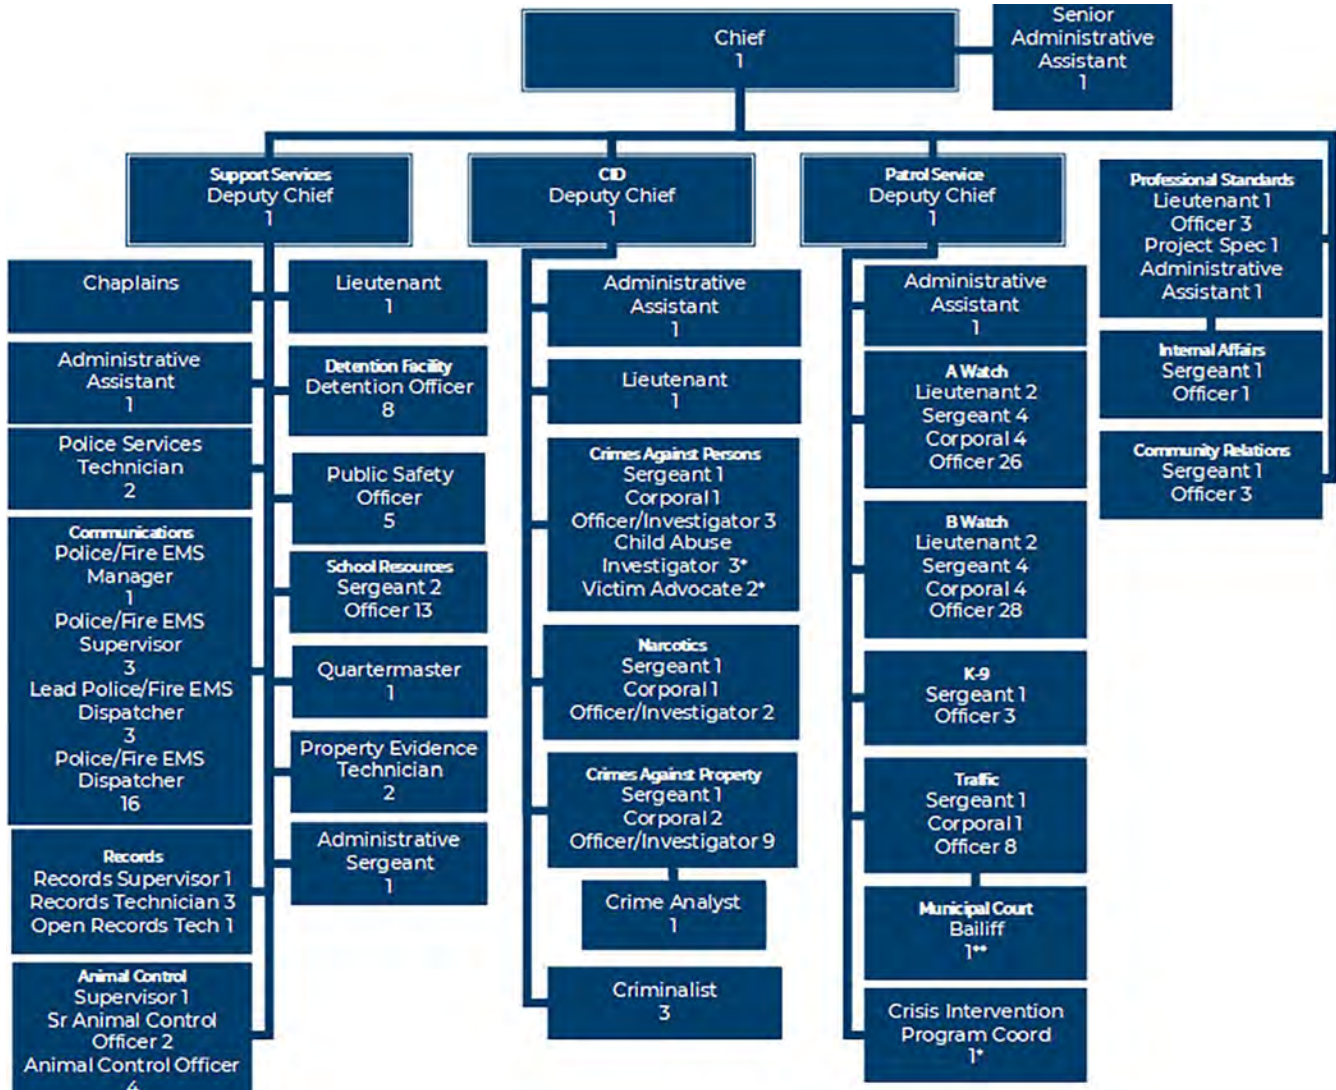 Chief
1
Senior
Administrative
Assistant
1
Support Services
Deputy Chief
1
CID
Deputy Chief
1
Patrol Service
Deputy Chief
1
Professional Standards
Lieutenant 1
Officer 3
Project Spec 1
Administrative
Assistant 1
Internal Affairs
Sergeant 1
Officer 1
Community Relations
Sergeant 1
Officer 3
Chaplains
Administrative
Assistant
1
Police Services
Technician
2
Communications
Police/Fire EMS
Manager
1
Police/Fire EMS
Supervisor
3
Lead Police/Fire EMS
Dispatcher
3
Police/Fire EMS
Dispatcher
16
Records
Records Supervisor 1
Records Technician 3
Open Records Tech 1
Animal Control
Supervisor 1
Sr Animal Control
Officer 2
Animal Control Officer
4
Lieutenant
1
Detention Facility
Detention Officer
8
Public Safety
Officer
5
School Resources
Sergeant 2
Officer 13
Quartermaster
1
Property Evidence
Technician
2
Administrative
Sergeant
1
Administrative
Assistant
1
Lieutenant
1
Crimes Against Persons
Sergeant 1
Corporal 1
Officer/Investigator 3
Child Abuse
Investigator 3*
Victim Advocate 2*
Narcotics
Sergeant 1
Corporal 1
Officer/Investigator 2
Crimes Against Property
Sergeant 1
Corporal 2
Officer/Investigator 9
Crime Analyst
1
Criminalist
3
Administrative
Assistant
1
A Watch
Lieutenant 2
Sergeant 4
Corporal 4
Officer 26
B Watch
Lieutenant 2
Sergeant 4
Corporal 4
Officer 28
K-9
Sergeant 1
Officer 3
Traffic
Sergeant 1
Corporal 1
Officer 8
Municipal Court
Bailiff
1**
Crisis Intervention
Program Coord
1*